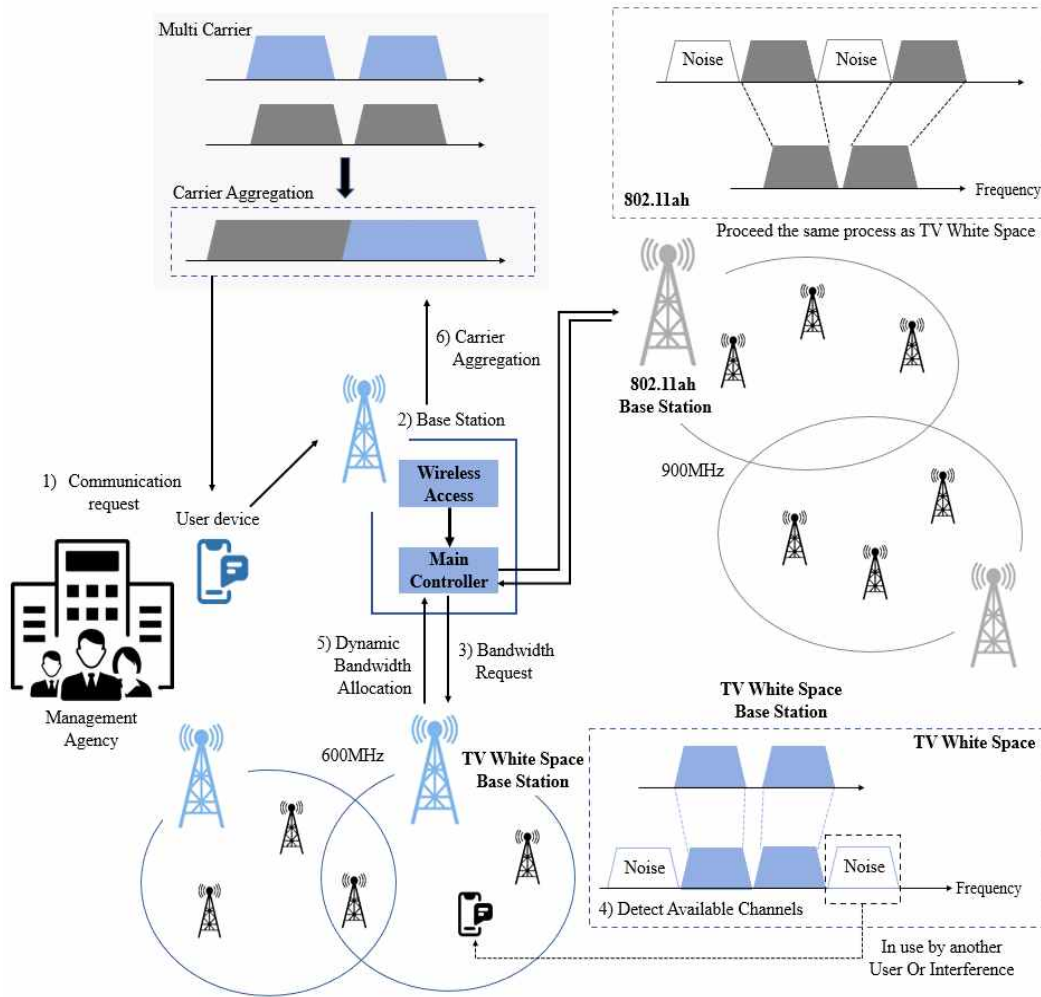 Multi Carrier
Carrier Aggregation
Noise
Noise
Frequency
802.11ah
Proceed the same process as TV White Space
6) Carrier
Aggregation
2) Base Station
Wireless
Access
Main
Controller
802.11ah
Base Station
900MHz
1) Communication
request
User device
Management
Agency
5) Dynamic
Bandwidth
Allocation
3) Bandwidth
Request
600MHz
TV White Space
Base Station
TV White Space
Base Station
TV White Space
Noise
Noise
Frequency
4) Detect Available Channels
In use by another
User Or Interference